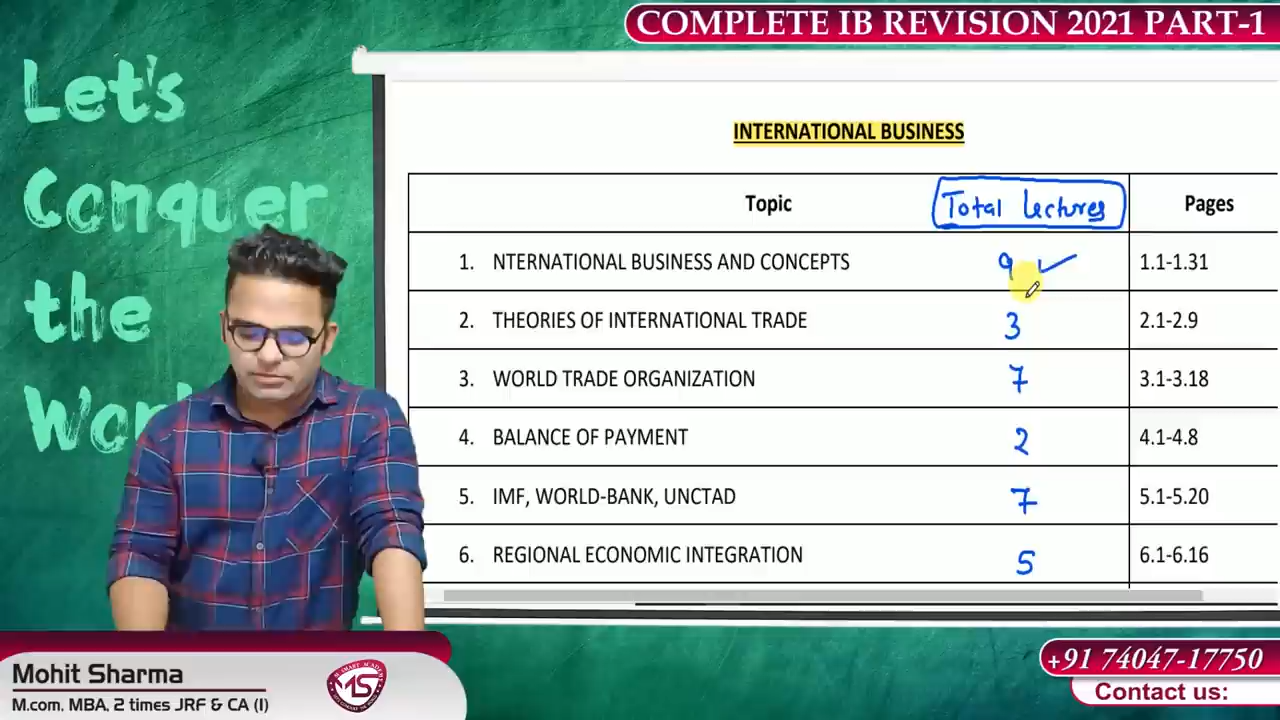 COMPLETE IB REVISION 2021 PART-1
Let's
Conquer
the
INTERNATIONAL BUSINESS
Topic Total Lectures Pages
1. NTERNATIONAL BUSINESS AND CONCEPTS 9 ✓ 1.1-1.31
2. THEORIES OF INTERNATIONAL TRADE 3 2.1-2.9
3. WORLD TRADE ORGANIZATION 7 3.1-3.18
4. BALANCE OF PAYMENT 2 4.1-4.8
5. IMF, WORLD-BANK, UNCTAD 7 5.1-5.20
6. REGIONAL ECONOMIC INTEGRATION 5 6.1-6.16
Mohit Sharma
M.com, MBA, 2 times JRF & CA (I)
MS
+91 74047-17750
Contact us: